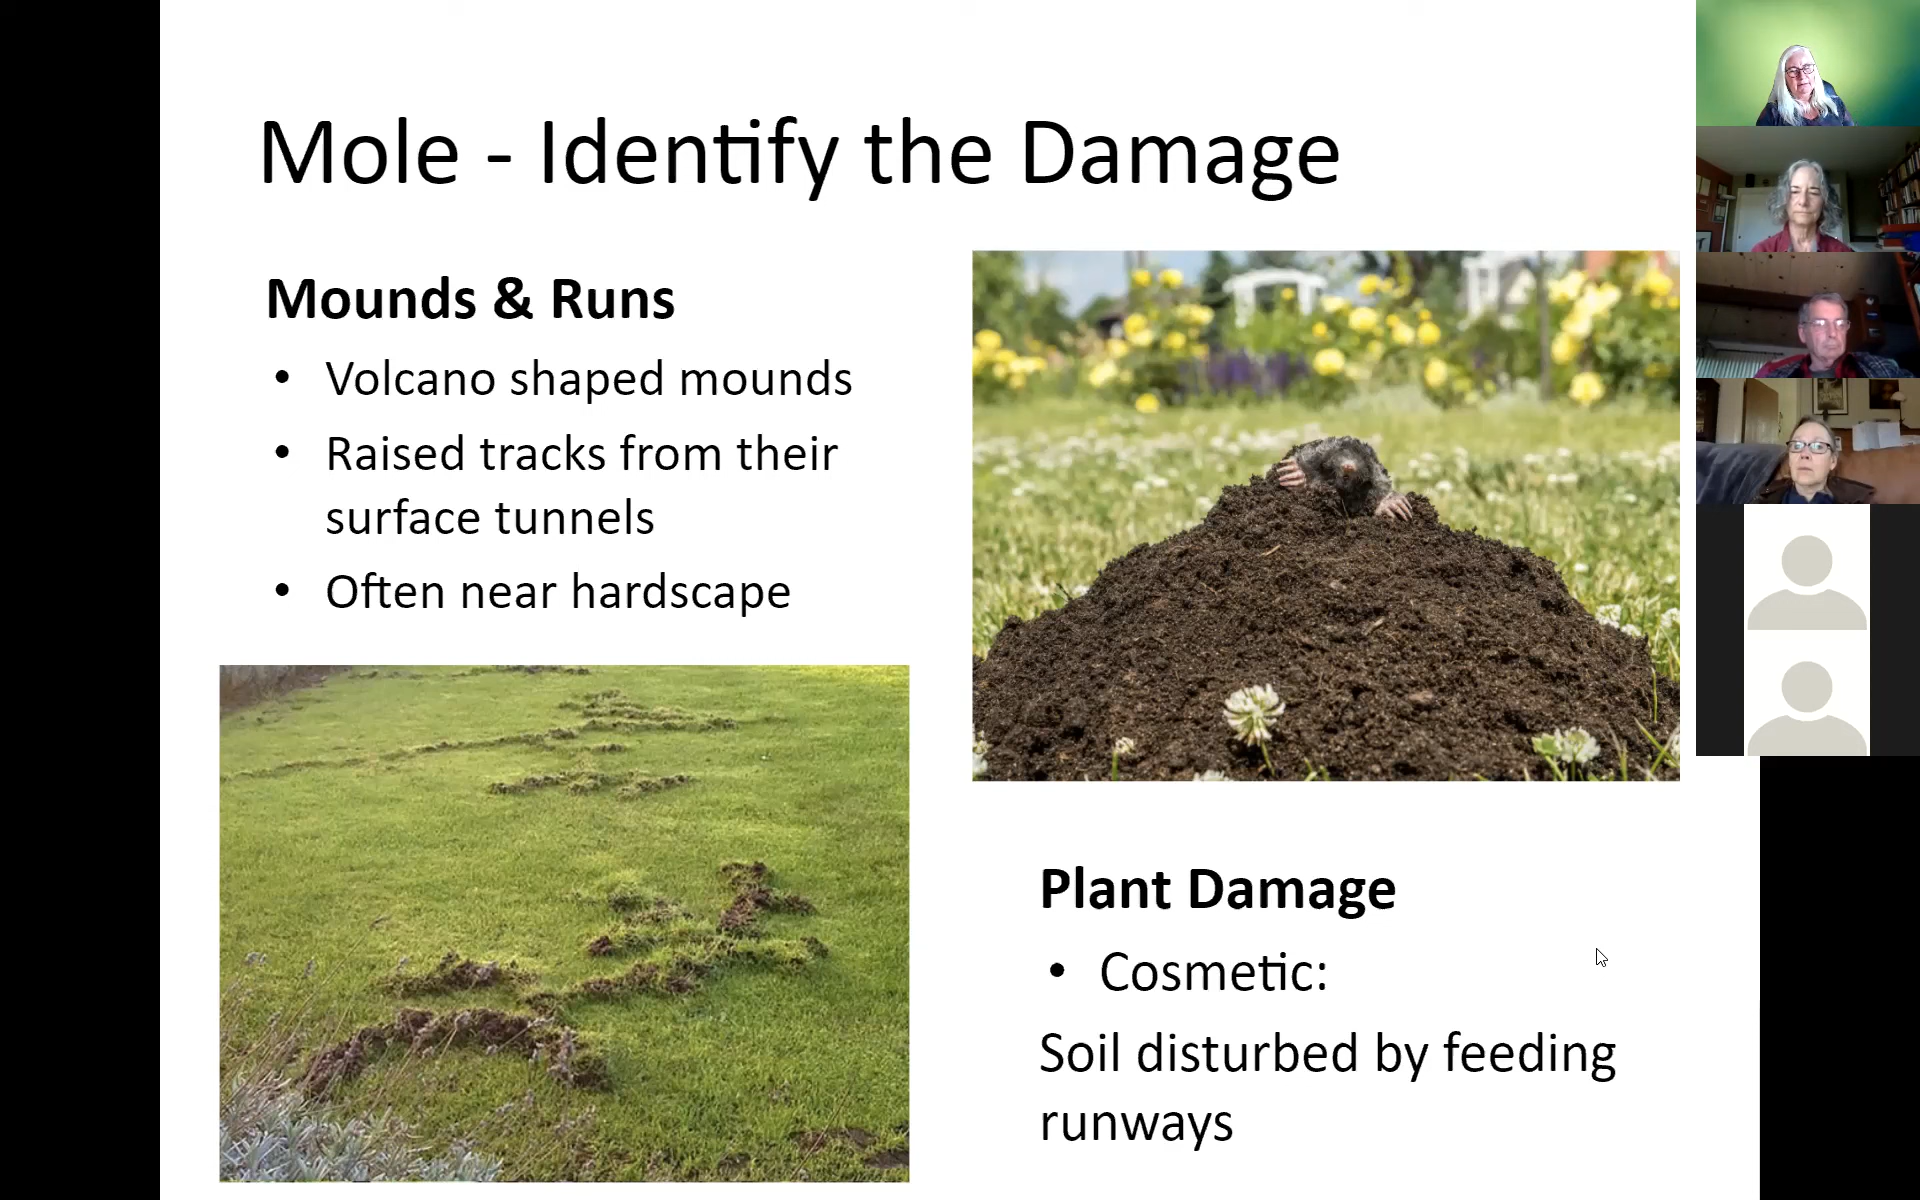 Mole - Identify the Damage
Mounds & Runs
• Volcano shaped mounds
• Raised tracks from their
surface tunnels
• Often near hardscape
Plant Damage
• Cosmetic:
Soil disturbed by feeding
runways